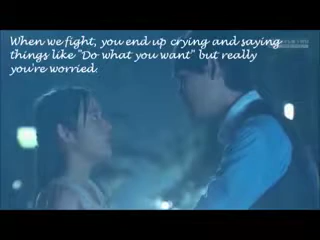 When we fight, you end up crying and saying
things like "Do what you want" but really
you're worried.